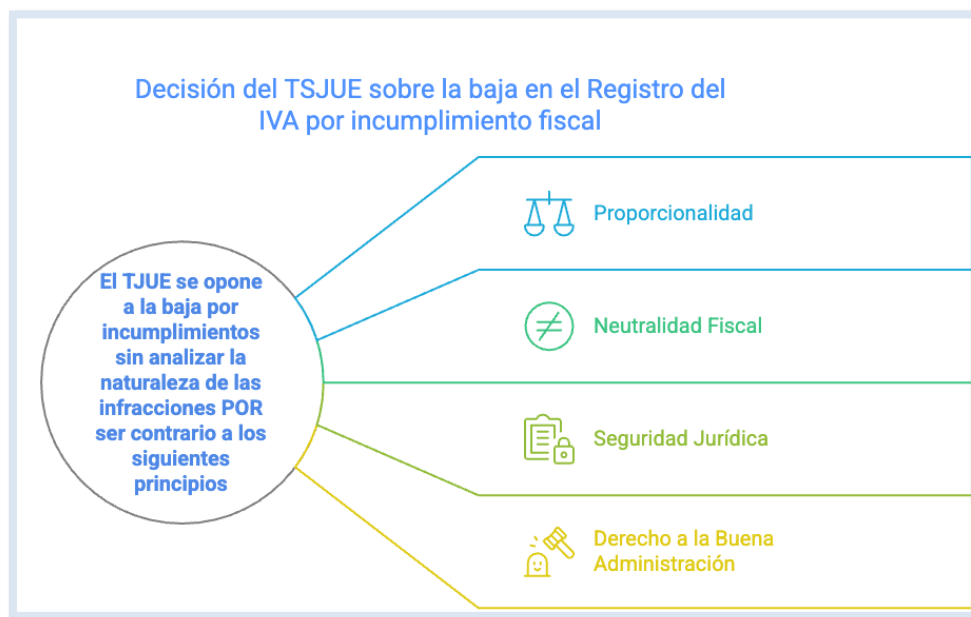 Decisión del TSJUE sobre la baja en el Registro del
IVA por incumplimiento fiscal
El TJUE se opone
a la baja por
incumplimientos
sin analizar la
naturaleza de las
infracciones POR
ser contrario a los
siguientes
principios
Proporcionalidad
Neutralidad Fiscal
Seguridad Jurídica
Derecho a la Buena
Administración